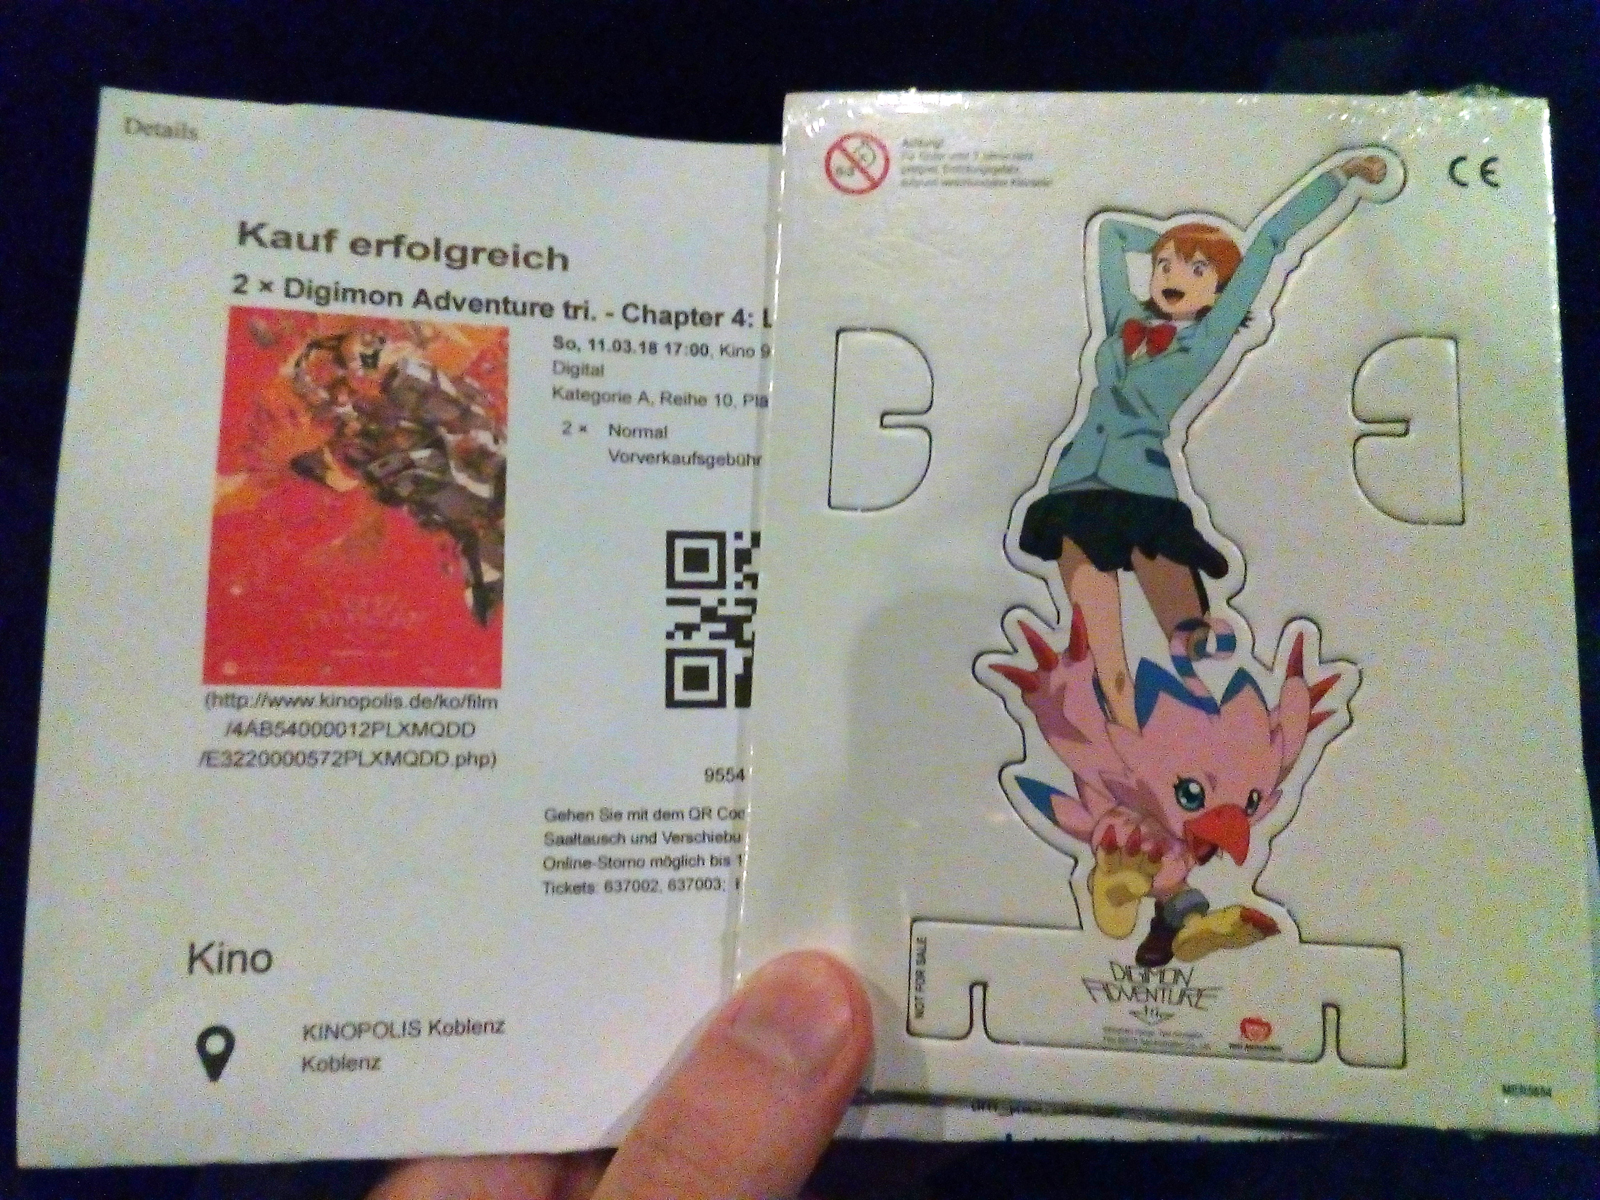 Details
Kauf erfolgreich
2 × Digimon Adventure tri. - Chapter 4: L
So, 11.03.18 17:00, Kino 9
Digital
Kategorie A, Reihe 10, Pla
2 × Normal
Vorverkaufsgebühr
(http://www.kinopolis.de/ko/film
/4AB54000012PLXMQDD
/E3220000572PLXMQDD.php)
9554
Gehen Sie mit dem QR Coc
Saaltausch und Verschiebu
Online-Storno möglich bis 1
Tickets: 637002, 637003;
Kino
KINOPOLIS Koblenz
Koblenz
Achtung!
CE
NOT FOR SALE
DIGIMON
ADVENTURE
tri.